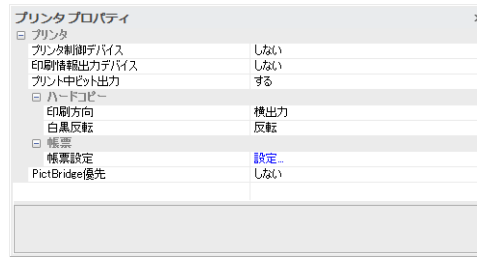 プリンタ プロパティ
プリンタ
プリンタ制御デバイス しない
印刷情報出力デバイス しない
プリント中ビット出力 する
ハードコピー
印刷方向 横出力
白黒反転 反転
帳票
帳票設定 設定...
PictBridge優先 しない